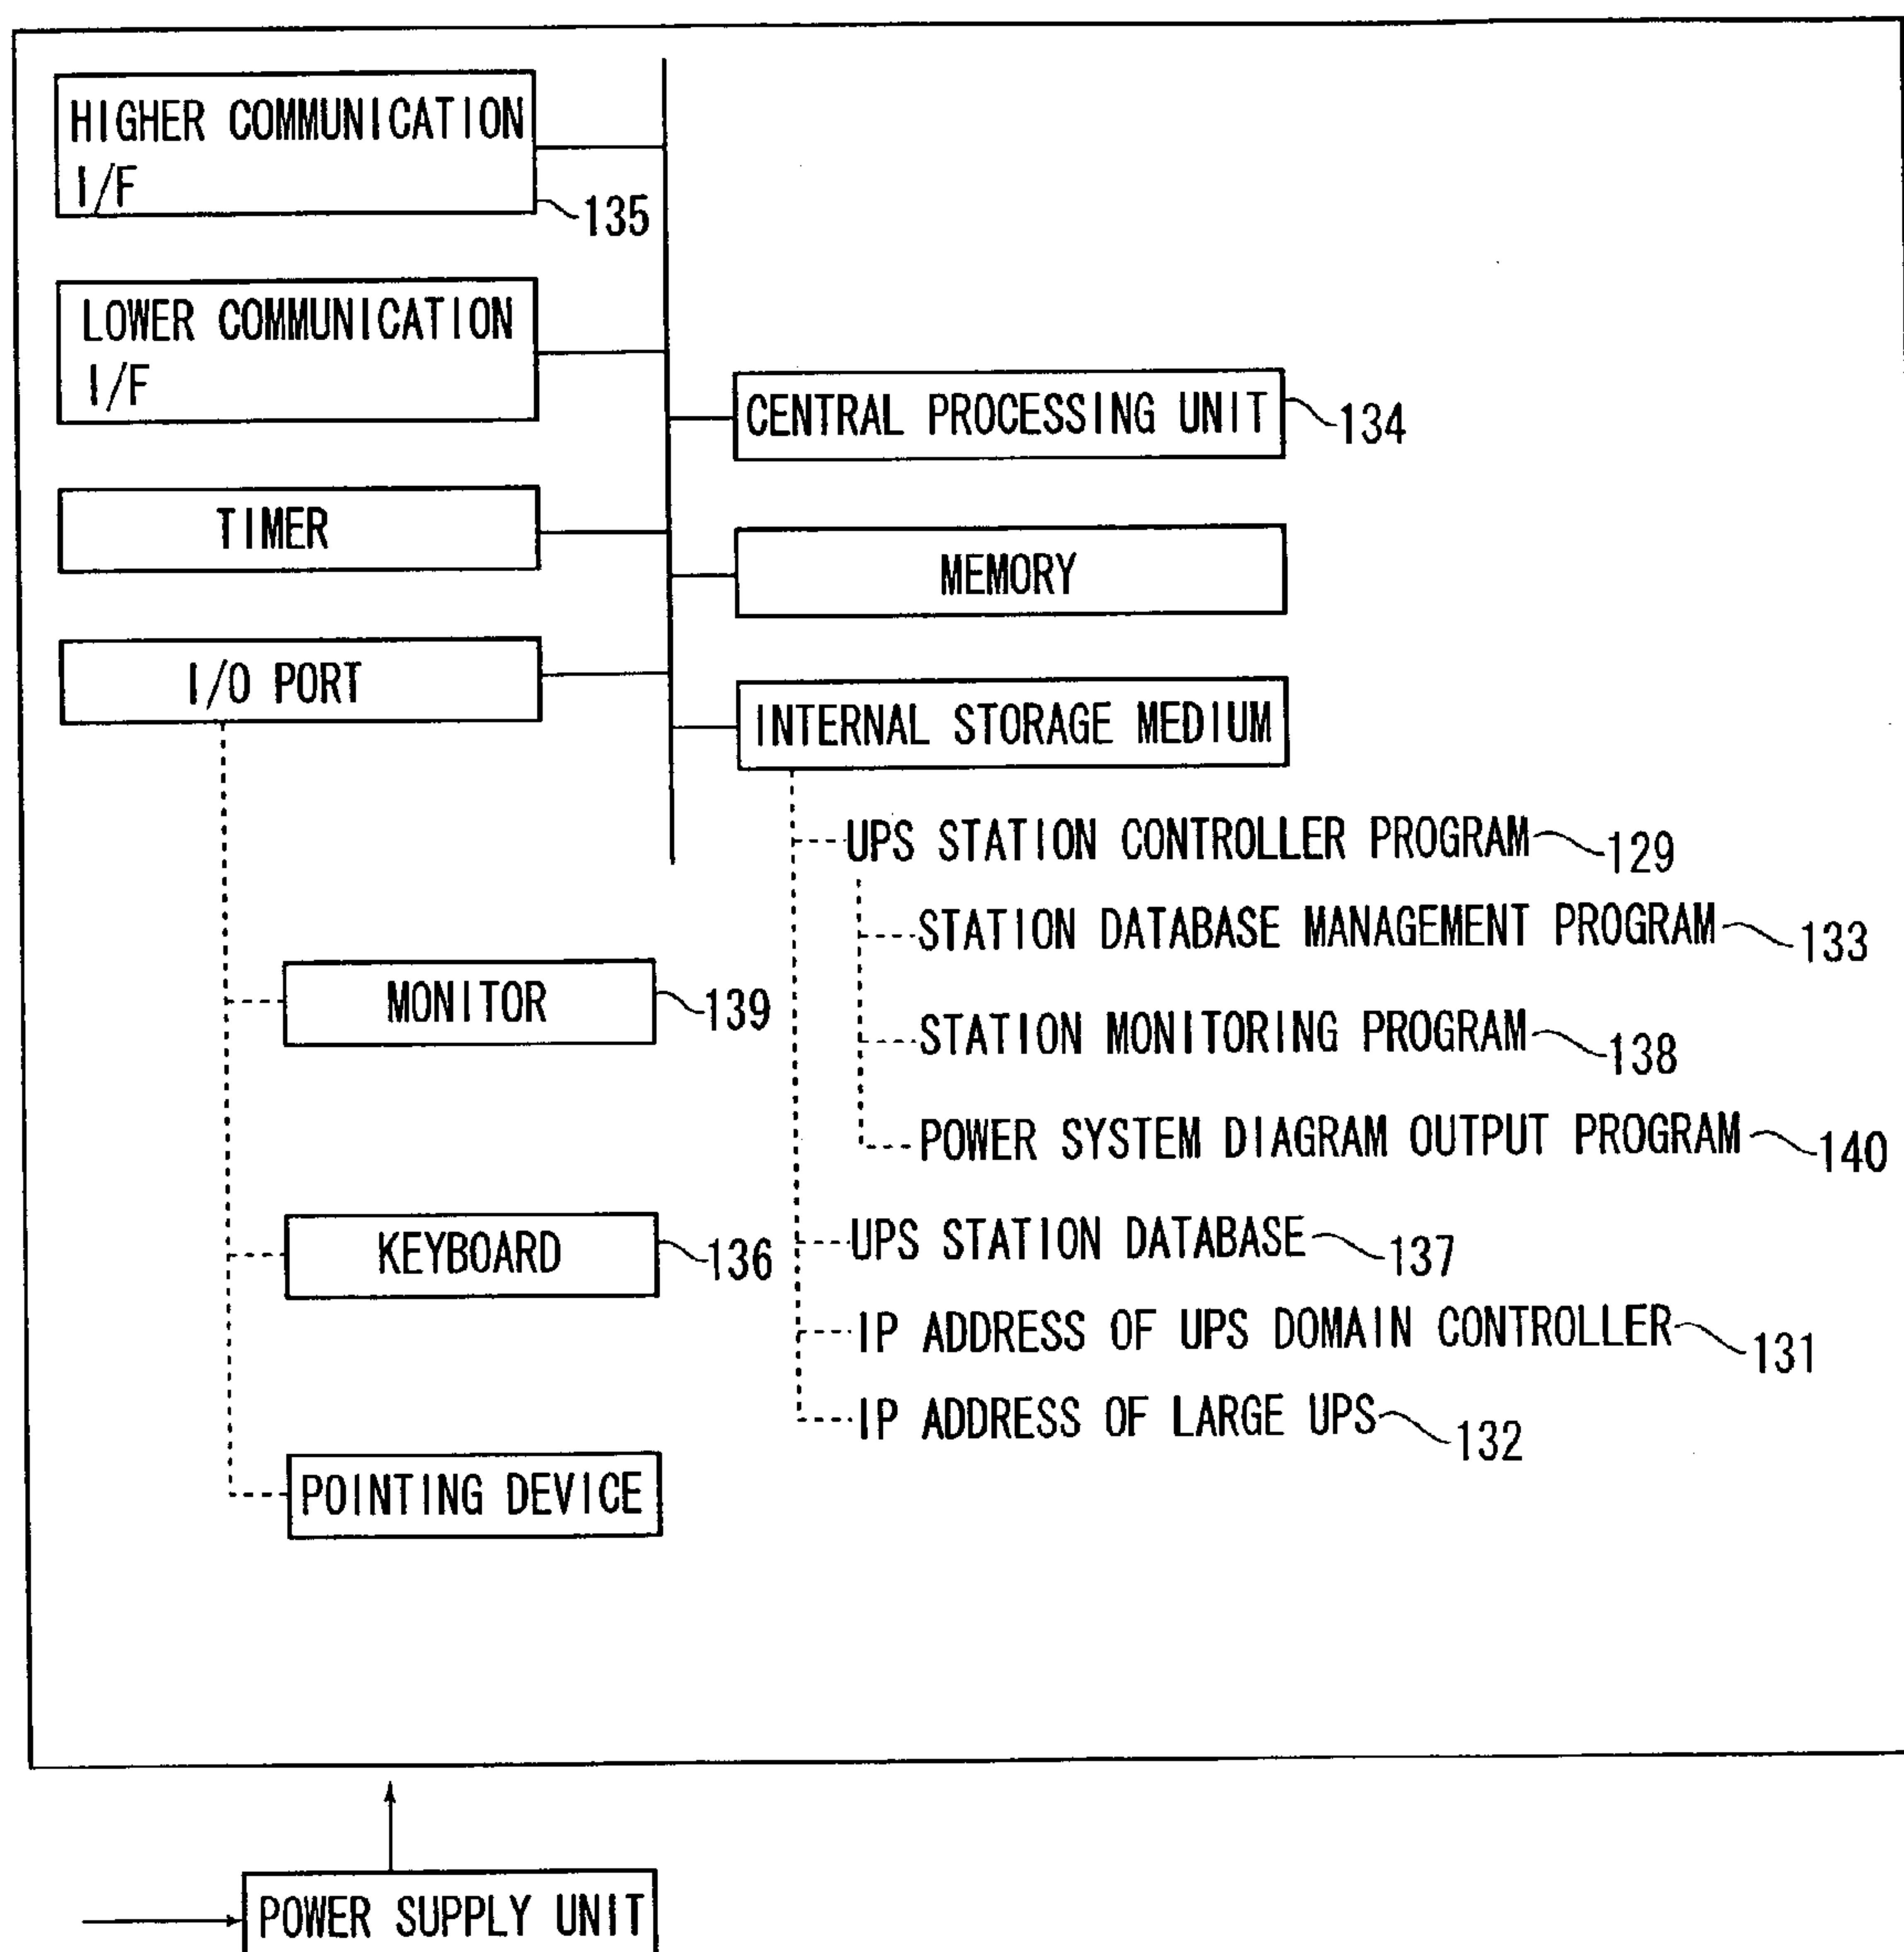 HIGHER COMMUNICATION
I/F
135
LOWER COMMUNICATION
I/F
CENTRAL PROCESSING UNIT
134
TIMER
MEMORY
I/O PORT
INTERNAL STORAGE MEDIUM
UPS STATION CONTROLLER PROGRAM
129
STATION DATABASE MANAGEMENT PROGRAM
133
MONITOR
139
STATION MONITORING PROGRAM
138
POWER SYSTEM DIAGRAM OUTPUT PROGRAM
140
KEYBOARD
136
UPS STATION DATABASE
137
IP ADDRESS OF UPS DOMAIN CONTROLLER
131
IP ADDRESS OF LARGE UPS
132
POINTING DEVICE
POWER SUPPLY UNIT